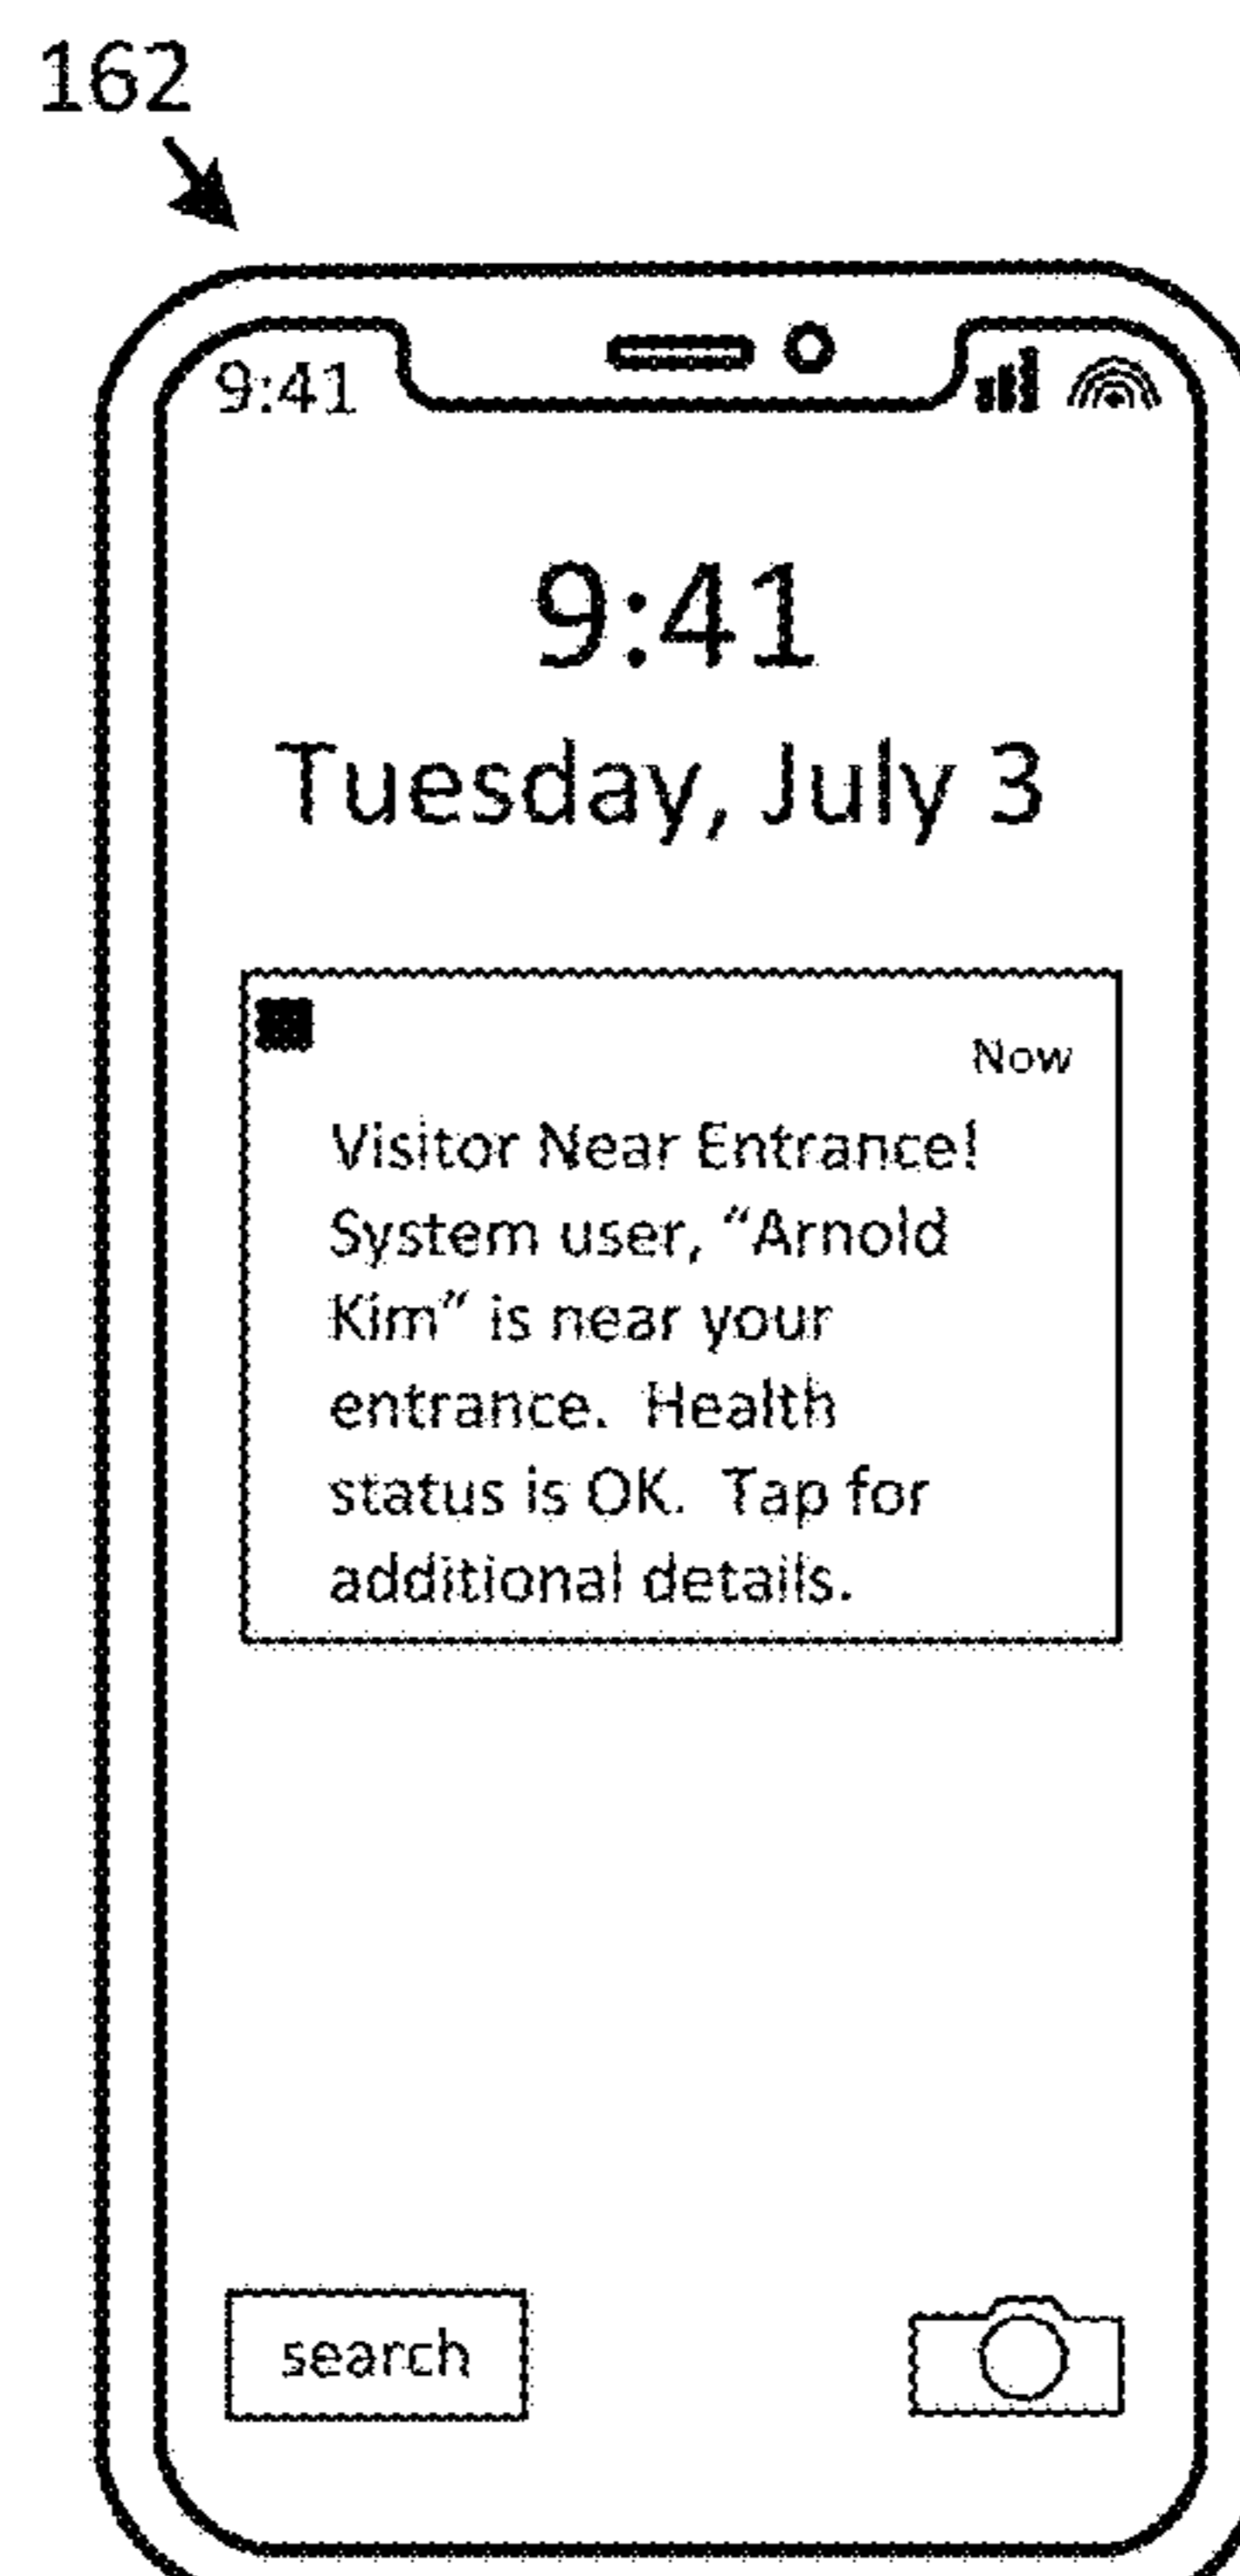 162
9:41
9:41
Tuesday, July 3
Now
Visitor Near Entrance!
System user, “Arnold
Kim” is near your
entrance.  Health
status is OK.  Tap for
additional details.
search